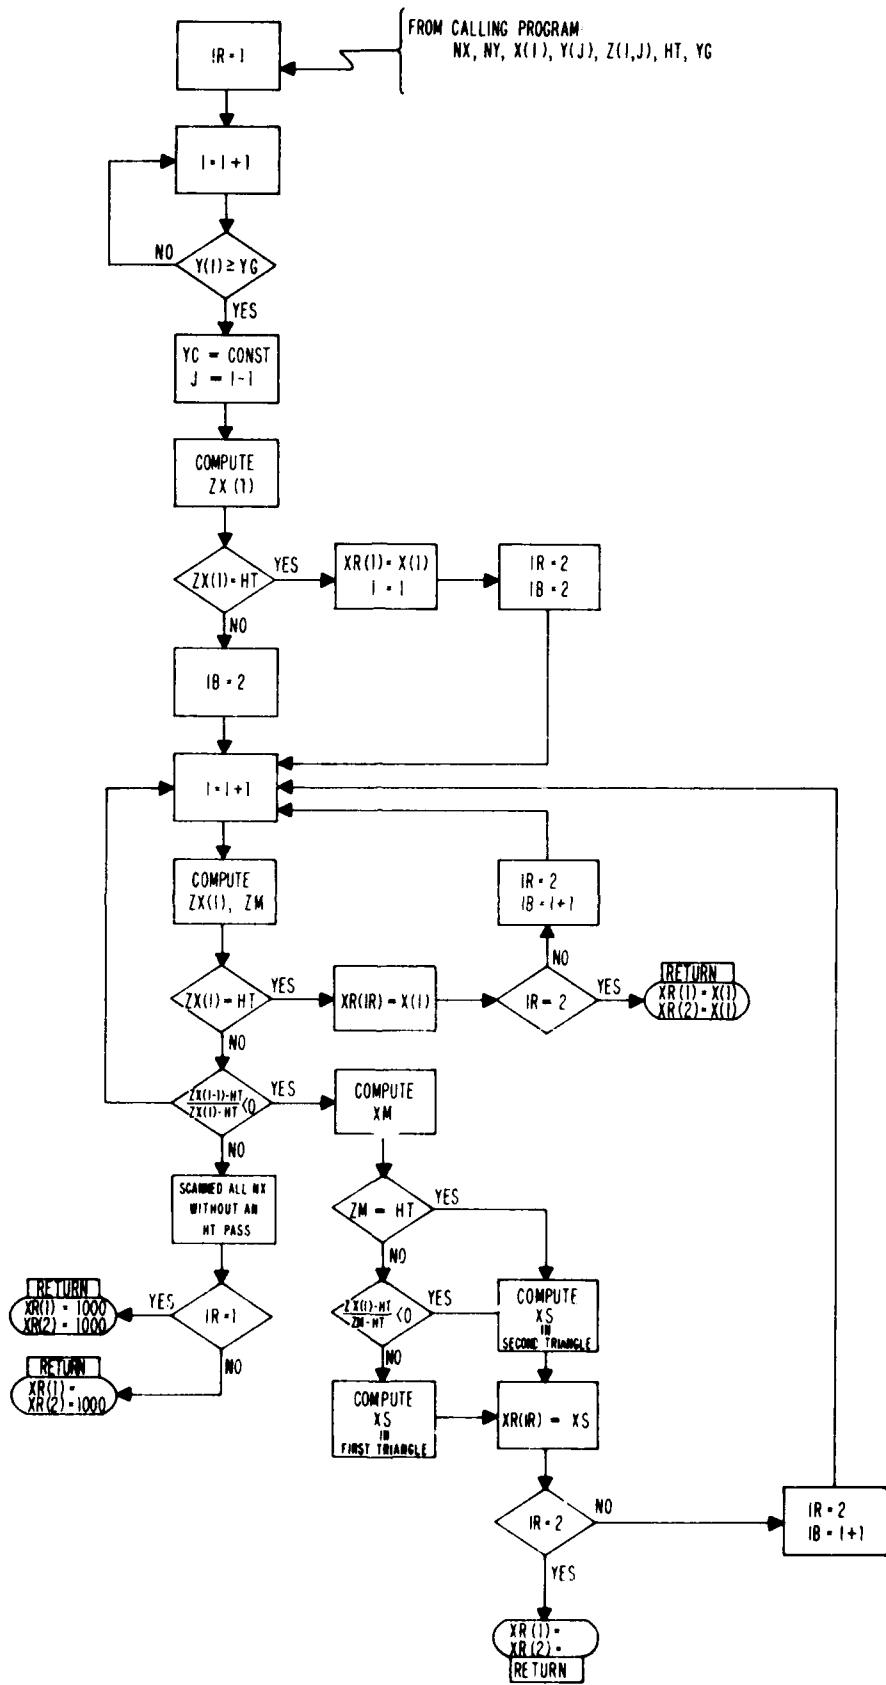 FROM CALLING PROGRAM
NX, NY, X(I), Y(J), Z(I,J), HT, YG
IR = 1
I = I + 1
NO
Y(I) ≥ YG
YES
YC = CONST
J = I-1
COMPUTE
ZX(1)
ZX(1) = HT
YES
XR(1) = X(1)
I = 1
IR = 2
IB = 2
NO
IB = 2
I = I + 1
COMPUTE
ZX(I), ZM
IR = 2
IB = I + 1
NO
ZX(I) = HT
YES
XR(IR) = X(I)
IR = 2
YES
RETURN
XR(1) = X(1)
XR(2) = X(1)
NO
ZX(I-1)-HT
ZX(I)-HT <0
YES
COMPUTE
XM
NO
SCANNED ALL NX
WITHOUT AN
HT PASS
ZM = HT
YES
NO
RETURN
XR(1) = 1000
XR(2) = 1000
YES
IR = 1
NO
ZX(I)-HT
ZM-HT <0
YES
COMPUTE
XS
IN
SECOND TRIANGLE
NO
RETURN
XR(1) =
XR(2) = 1000
COMPUTE
XS
IN
FIRST TRIANGLE
XR(IR) = XS
IR = 2
NO
IR = 2
IB = I + 1
YES
XR(1) =
XR(2) =
RETURN